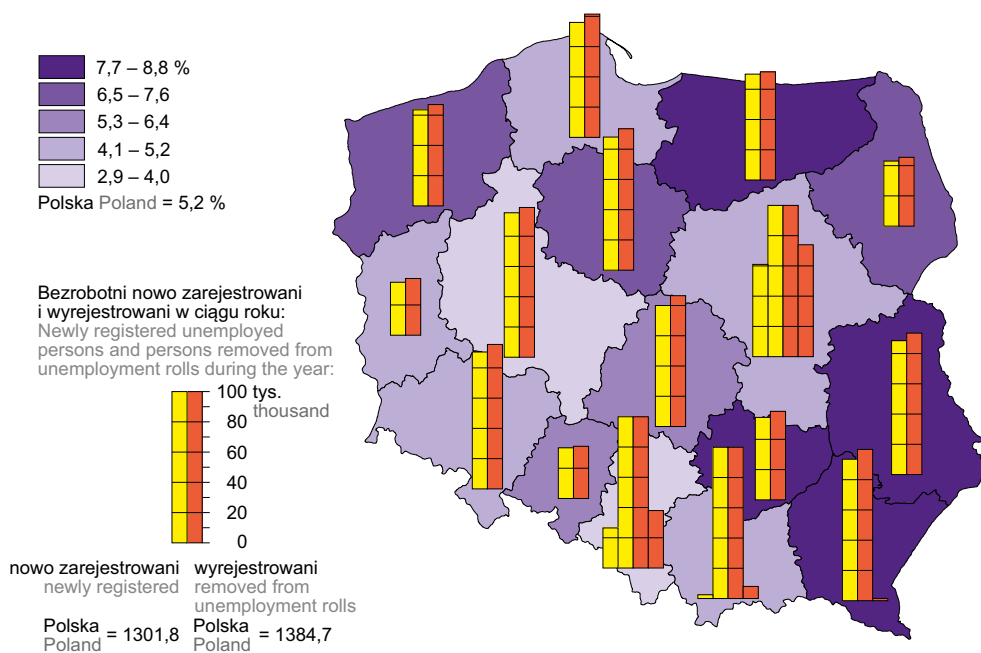 7,7 – 8,8 %
6,5 – 7,6
5,3 – 6,4
4,1 – 5,2
2,9 – 4,0
Polska Poland = 5,2 %
Bezrobotni nowo zarejestrowani
i wyrejestrowani w ciągu roku:
Newly registered unemployed
persons and persons removed from
unemployment rolls during the year:
100 tys.
thousand
80
60
40
20
0
nowo zarejestrowani
newly registered
Polska
Poland = 1301,8
wyrejestrowani
removed from
unemployment rolls
Polska
Poland = 1384,7